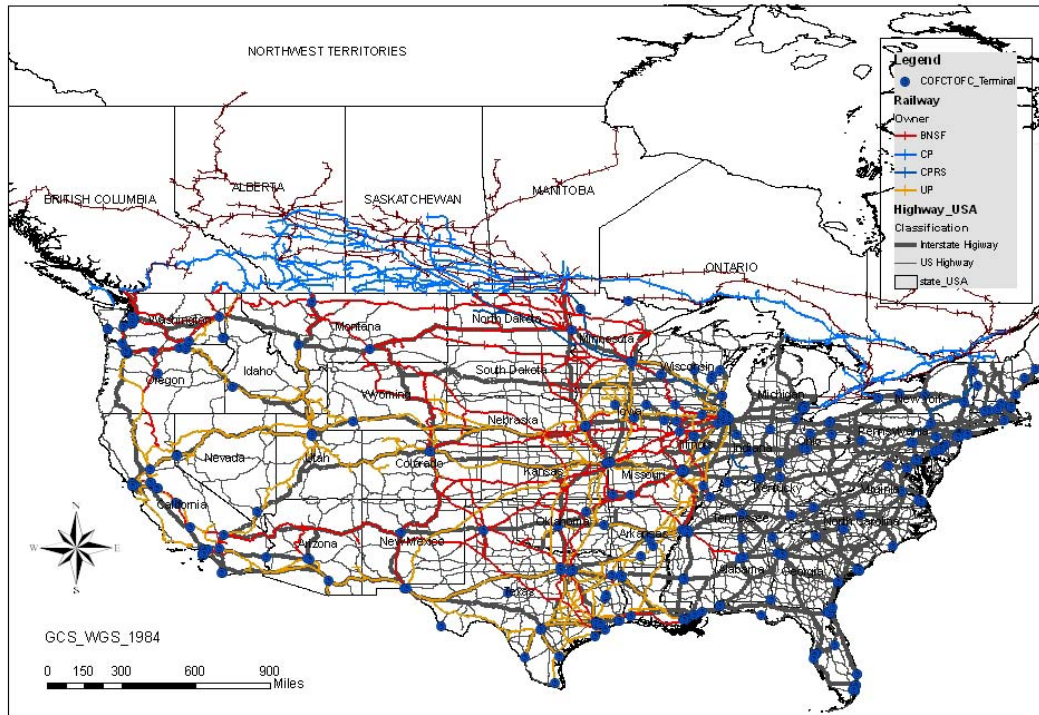 NORTHWEST TERRITORIES
BRITISH COLUMBIA
ALBERTA
SASKATCHEWAN
MANITOBA
ONTARIO
Legend
COFCTOFC_Terminal
Railway
Owner
BNSF
CP
CPRS
UP
Highway_USA
Classification
Interstate Higiway
US Highway
state_USA
Washington
Montana
North Dakota
Minnesota
Oregon
Idaho
Wyoming
South Dakota
Wisconsin
Michigan
New York
Nevada
Utah
Colorado
Nebraska
Iowa
Illinois
Indiana
Ohio
Pennsylvania
California
Kansas
Missouri
Kentucky
Virginia
Arizona
New Mexico
Oklahoma
Arkansas
Tennessee
North Carolina
Texas
Alabama
Georgia
N
W
E
S
GCS_WGS_1984
0 150 300 600 900
Miles